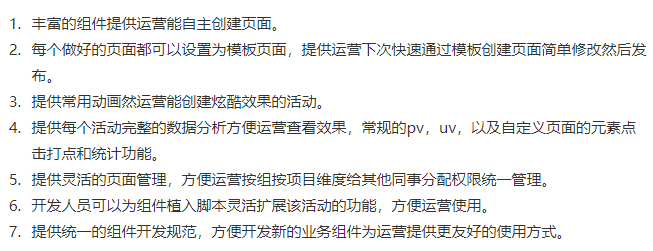 1. 丰富的组件提供运营能自主创建页面。
2. 每个做好的页面都可以设置为模板页面，提供运营下次快速通过模板创建页面简单修改然后发
布。
3. 提供常用动画然运营能创建炫酷效果的活动。
4. 提供每个活动完整的数据分析方便运营查看效果，常规的pv，uv，以及自定义页面的元素点
击打点和统计功能。
5. 提供灵活的页面管理，方便运营按组按项目维度给其他同事分配权限统一管理。
6. 开发人员可以为组件植入脚本灵活扩展该活动的功能，方便运营使用。
7. 提供统一的组件开发规范，方便开发新的业务组件为运营提供更友好的使用方式。